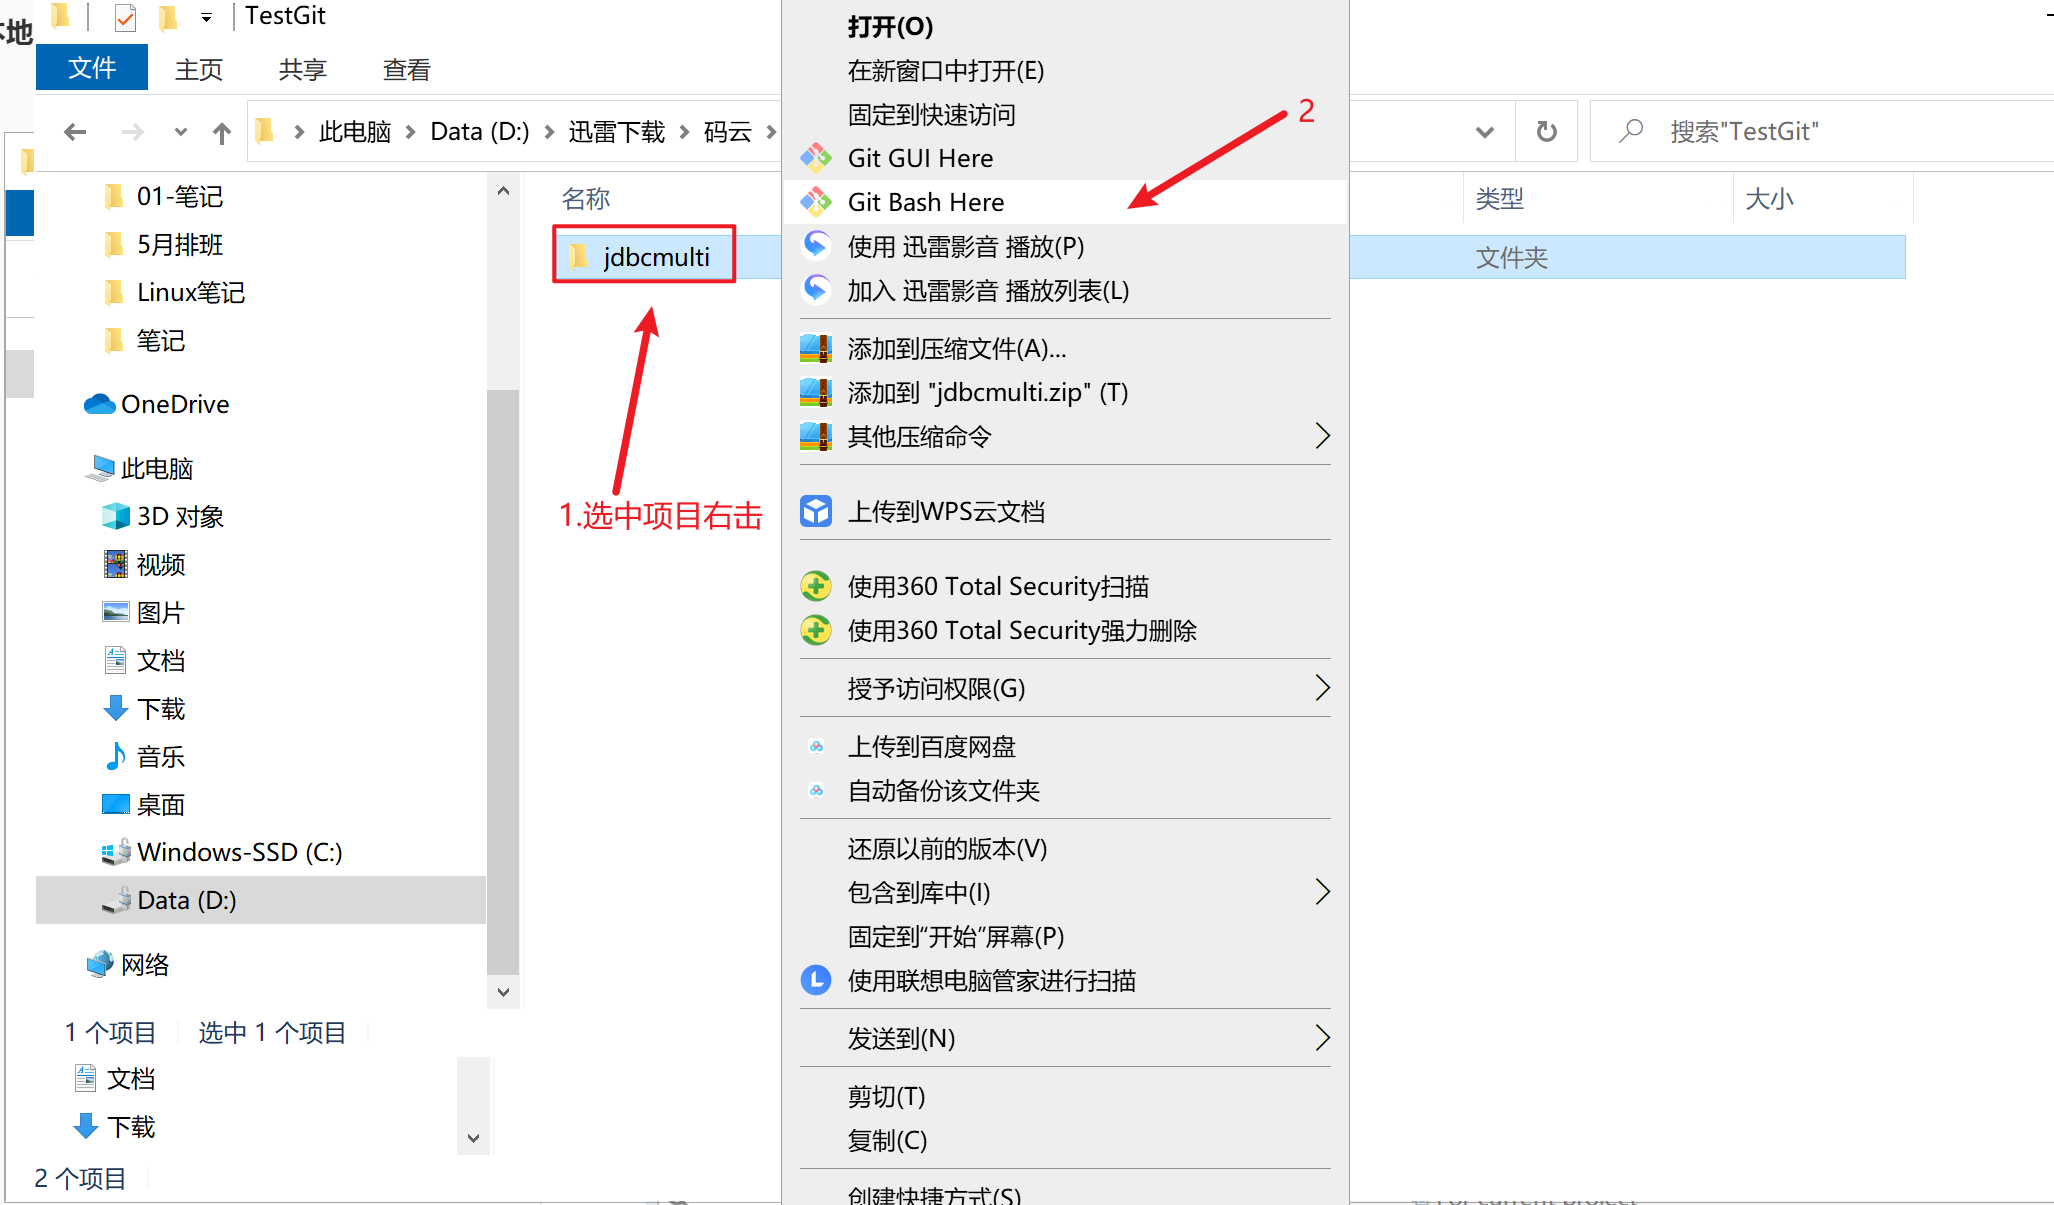 TestGit
本地
文件 主页 共享 查看
此电脑 Data (D:) 迅雷下载 码云
搜索"TestGit"
名称
类型
大小
jdbcmulti
文件夹
1.选中项目右击
2
01-笔记
5月排班
Linux笔记
笔记
OneDrive
此电脑
3D 对象
视频
图片
文档
下载
音乐
桌面
Windows-SSD (C:)
Data (D:)
网络
1 个项目 选中 1 个项目
文档
下载
2 个项目
打开(O)
在新窗口中打开(E)
固定到快速访问
Git GUI Here
Git Bash Here
使用 迅雷影音 播放(P)
加入 迅雷影音 播放列表(L)
添加到压缩文件(A)...
添加到 "jdbcmulti.zip" (T)
其他压缩命令
上传到WPS云文档
使用360 Total Security扫描
使用360 Total Security强力删除
授予访问权限(G)
上传到百度网盘
自动备份该文件夹
还原以前的版本(V)
包含到库中(I)
固定到“开始”屏幕(P)
使用联想电脑管家进行扫描
发送到(N)
剪切(T)
复制(C)
创建快捷方式(S)
For current project